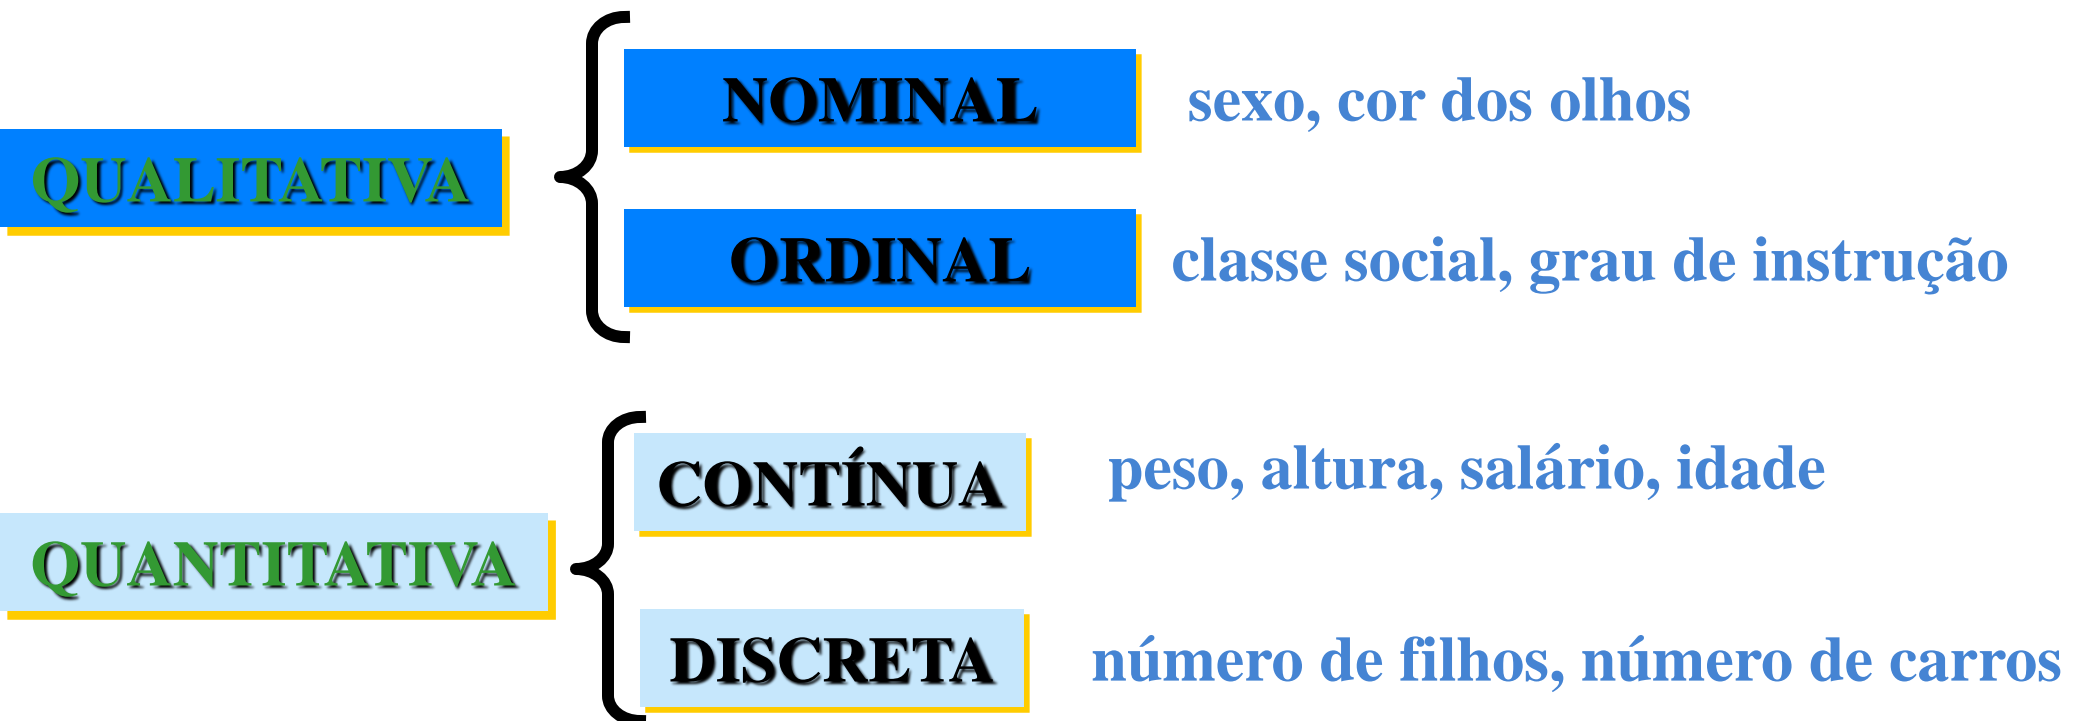 QUALITATIVA
NOMINAL
sexo, cor dos olhos
ORDINAL
classe social, grau de instrução
QUANTITATIVA
CONTÍNUA
peso, altura, salário, idade
DISCRETA
número de filhos, número de carros